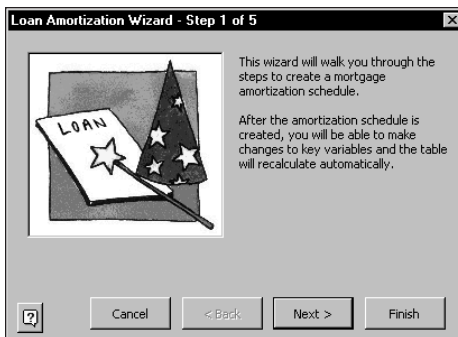 Loan Amortization Wizard - Step 1 of 5
This wizard will walk you through the
steps to create a mortgage
amortization schedule.
After the amortization schedule is
created, you will be able to make
changes to key variables and the table
will recalculate automatically.
LOAN
Cancel
< Back
Next >
Finish